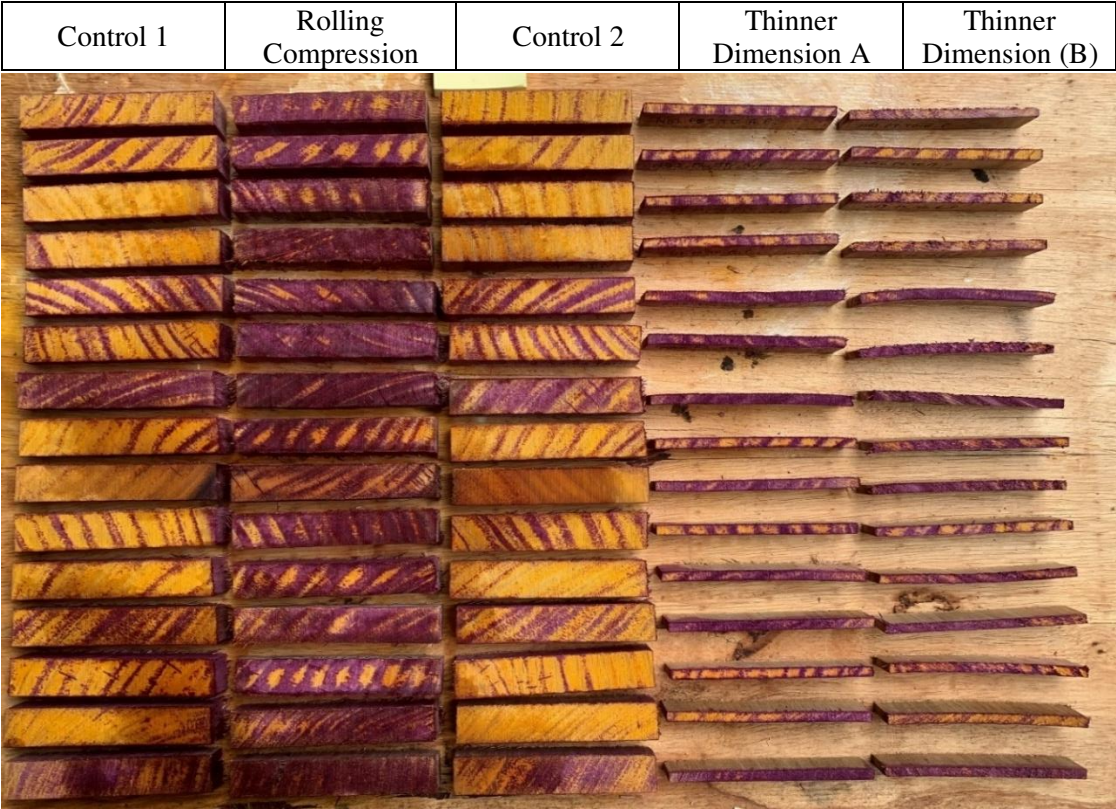 Control 1
Rolling
Compression
Control 2
Thinner
Dimension A
Thinner
Dimension (B)